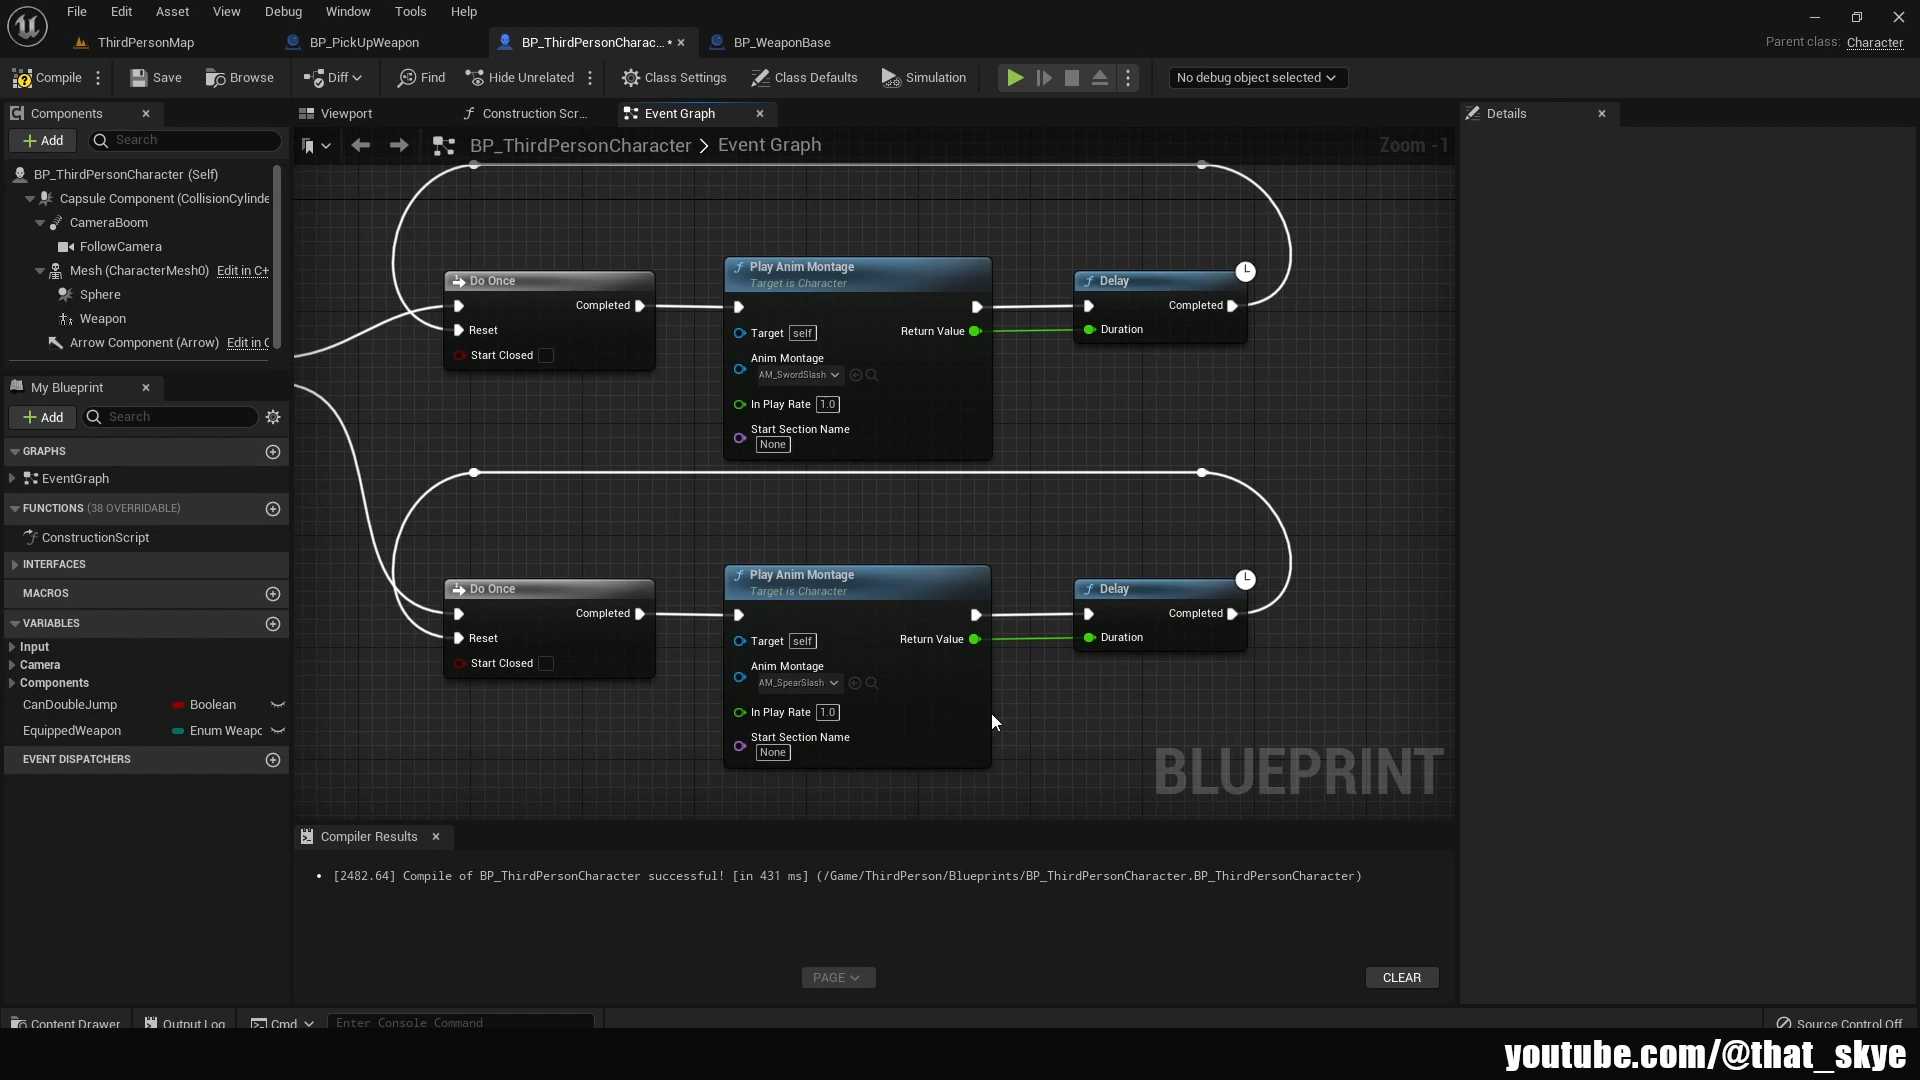 File Edit Asset View Debug Window Tools Help
ThirdPersonMap BP_PickUpWeapon BP_ThirdPersonCharac... • BP_WeaponBase Parent class: Character
Compile Save Browse Diff Find Hide Unrelated Class Settings Class Defaults Simulation No debug object selected
Components Viewport Construction Scr... Event Graph Details
Add Search
BP_ThirdPersonCharacter > Event Graph Zoom -1
BP_ThirdPersonCharacter (Self)
Capsule Component (CollisionCylinde
CameraBoom
FollowCamera
Mesh (CharacterMesh0) Edit in C+
Sphere
Weapon
Arrow Component (Arrow) Edit in C
My Blueprint
Add Search
GRAPHS
EventGraph
FUNCTIONS (38 OVERRIDABLE)
ConstructionScript
INTERFACES
MACROS
VARIABLES
Input
Camera
Components
CanDoubleJump Boolean
EquippedWeapon Enum Weapo
EVENT DISPATCHERS
Do Once
Completed
Reset
Start Closed
Play Anim Montage
Target is Character
Target self
Return Value
Anim Montage
AM_SwordSlash
In Play Rate 1.0
Start Section Name
None
Delay
Completed
Duration
Do Once
Completed
Reset
Start Closed
Play Anim Montage
Target is Character
Target self
Return Value
Anim Montage
AM_SpearSlash
In Play Rate 1.0
Start Section Name
None
Delay
Completed
Duration
BLUEPRINT
Compiler Results
• [2482.64] Compile of BP_ThirdPersonCharacter successful! [in 431 ms] (/Game/ThirdPerson/Blueprints/BP_ThirdPersonCharacter.BP_ThirdPersonCharacter)
PAGE CLEAR
Content Drawer Output Log Cmd Enter Console Command Source Control Off
youtube.com/@that_skye